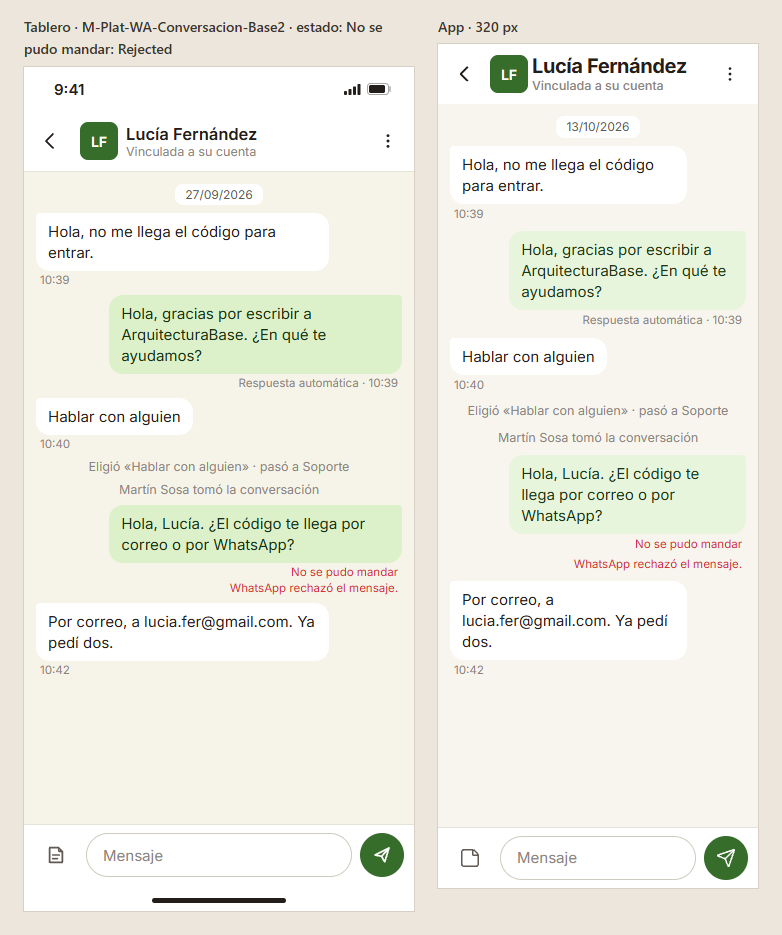 Tablero · M-Plat-WA-Conversacion-Base2 · estado: No se
pudo mandar: Rejected
9:41
LF
Lucía Fernández
Vinculada a su cuenta
27/09/2026
Hola, no me llega el código para
entrar.
10:39
Hola, gracias por escribir a
ArquitecturaBase. ¿En qué te
ayudamos?
Respuesta automática · 10:39
Hablar con alguien
10:40
Eligió «Hablar con alguien» · pasó a Soporte
Martín Sosa tomó la conversación
Hola, Lucía. ¿El código te llega por
correo o por WhatsApp?
No se pudo mandar
WhatsApp rechazó el mensaje.
Por correo, a lucia.fer@gmail.com. Ya
pedí dos.
10:42
Mensaje
App · 320 px
LF
Lucía Fernández
Vinculada a su cuenta
13/10/2026
Hola, no me llega el código
para entrar.
10:39
Hola, gracias por escribir a
ArquitecturaBase. ¿En qué te
ayudamos?
Respuesta automática · 10:39
Hablar con alguien
10:40
Eligió «Hablar con alguien» · pasó a Soporte
Martín Sosa tomó la conversación
Hola, Lucía. ¿El código te
llega por correo o por
WhatsApp?
No se pudo mandar
WhatsApp rechazó el mensaje.
Por correo, a
lucia.fer@gmail.com. Ya pedí
dos.
10:42
Mensaje